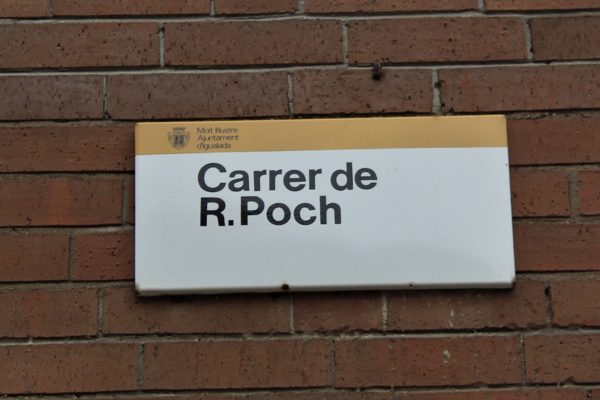 Molt Il·lustre
Ajuntament
d'Igualada
Carrer de
R. Poch